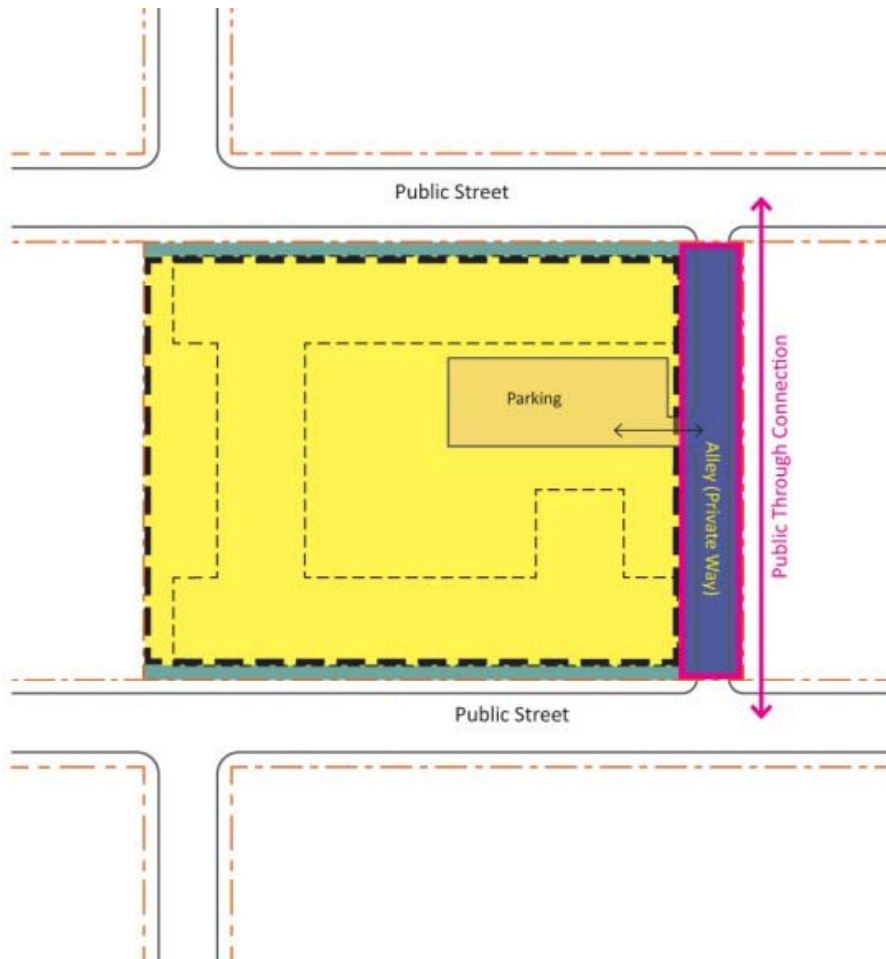 Public Street
Parking
Alley (Private Way)
Public Through Connection
Public Street